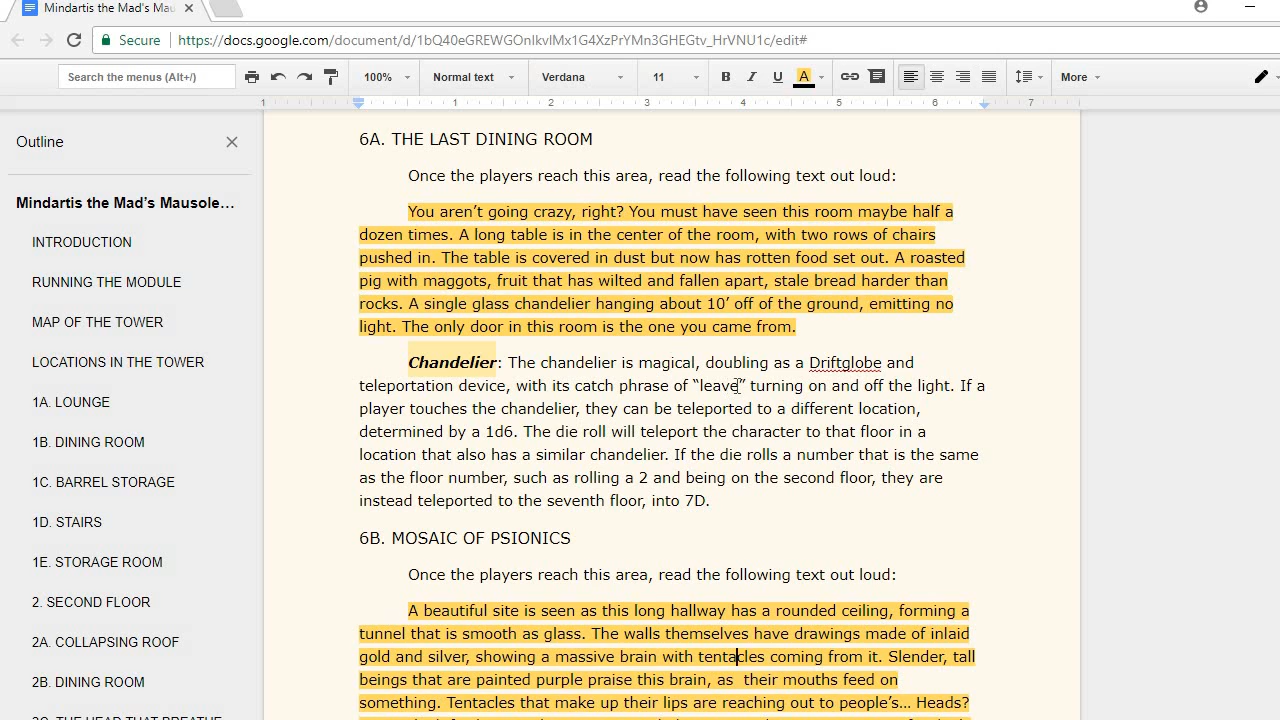 Mindartis the Mad's Mau
Secure https://docs.google.com/document/d/1bQ40eGREWGOnIkvIMx1G4XzPrYMn3GHEGtv_HrVNU1c/edit#
Search the menus (Alt+/) 100% Normal text Verdana 11 B I U A More
1 1 2 3 4 5 6 7
Outline
Mindartis the Mad’s Mausole…
INTRODUCTION
RUNNING THE MODULE
MAP OF THE TOWER
LOCATIONS IN THE TOWER
1A. LOUNGE
1B. DINING ROOM
1C. BARREL STORAGE
1D. STAIRS
1E. STORAGE ROOM
2. SECOND FLOOR
2A. COLLAPSING ROOF
2B. DINING ROOM
2C. THE HEAD THAT BREATHE
6A. THE LAST DINING ROOM
Once the players reach this area, read the following text out loud:
You aren’t going crazy, right? You must have seen this room maybe half a
dozen times. A long table is in the center of the room, with two rows of chairs
pushed in. The table is covered in dust but now has rotten food set out. A roasted
pig with maggots, fruit that has wilted and fallen apart, stale bread harder than
rocks. A single glass chandelier hanging about 10’ off of the ground, emitting no
light. The only door in this room is the one you came from.
Chandelier: The chandelier is magical, doubling as a Driftglobe and
teleportation device, with its catch phrase of “leave” turning on and off the light. If a
player touches the chandelier, they can be teleported to a different location,
determined by a 1d6. The die roll will teleport the character to that floor in a
location that also has a similar chandelier. If the die rolls a number that is the same
as the floor number, such as rolling a 2 and being on the second floor, they are
instead teleported to the seventh floor, into 7D.
6B. MOSAIC OF PSIONICS
Once the players reach this area, read the following text out loud:
A beautiful site is seen as this long hallway has a rounded ceiling, forming a
tunnel that is smooth as glass. The walls themselves have drawings made of inlaid
gold and silver, showing a massive brain with tentacles coming from it. Slender, tall
beings that are painted purple praise this brain, as  their mouths feed on
something. Tentacles that make up their lips are reaching out to people’s… Heads?